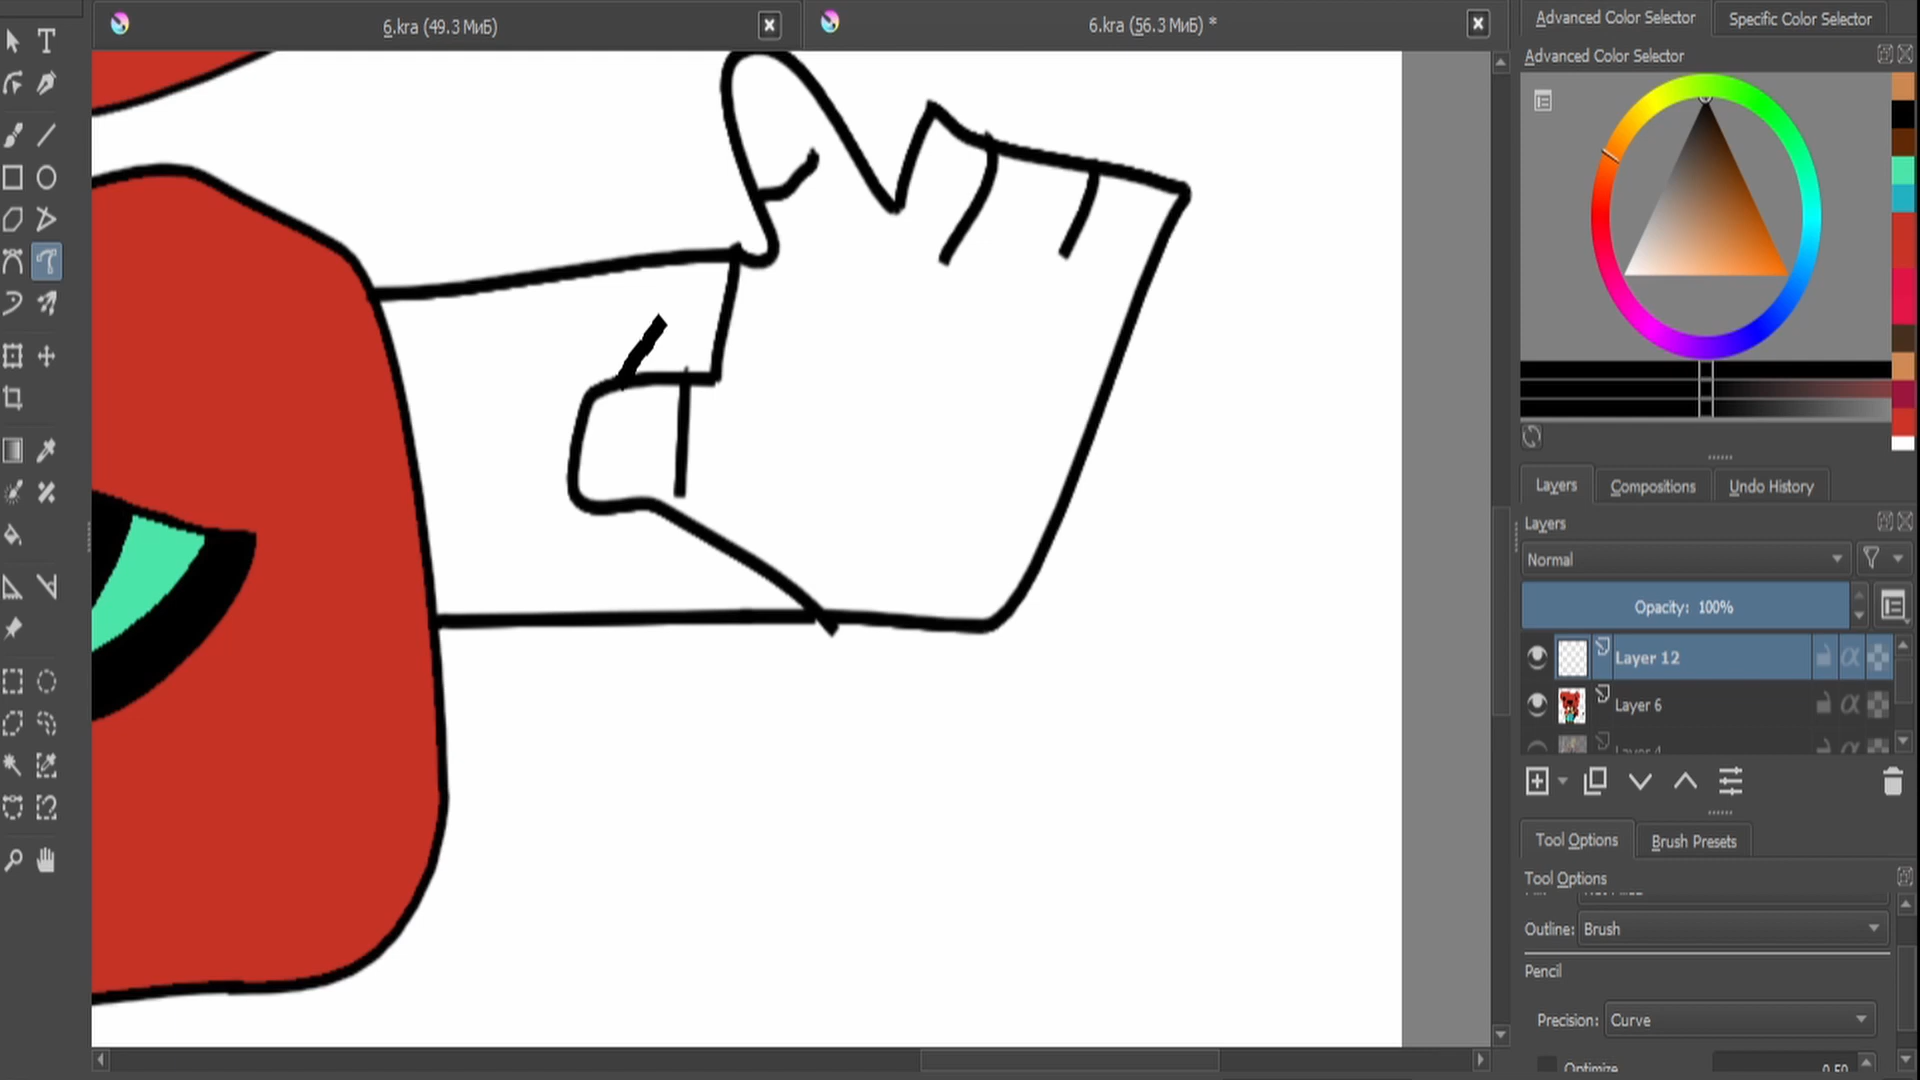 6.kra (49.3 МиБ)
6.kra (56.3 МиБ) *
Advanced Color Selector
Specific Color Selector
Advanced Color Selector
Layers
Compositions
Undo History
Layers
Normal
Opacity: 100%
Layer 12
Layer 6
Layer 4
Tool Options
Brush Presets
Tool Options
Outline: Brush
Pencil
Precision: Curve
Optimize
0.50